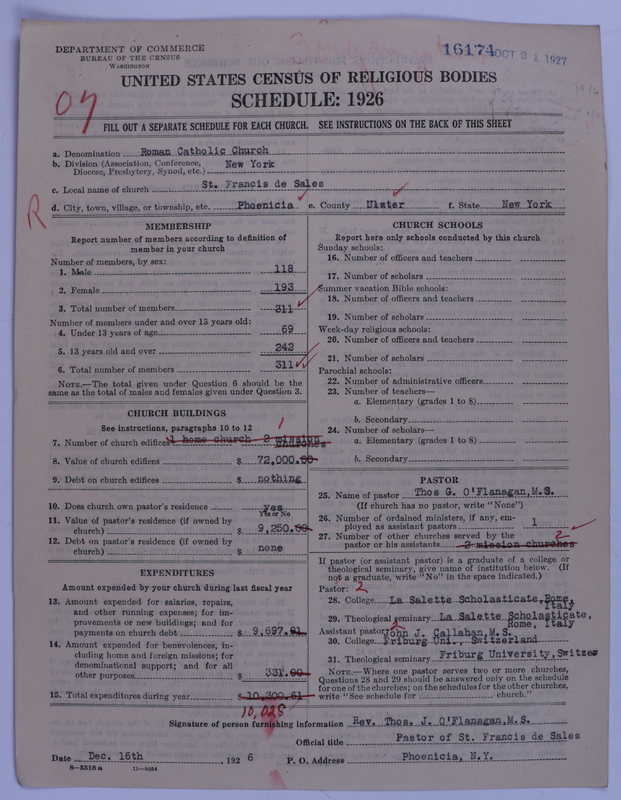 DEPARTMENT OF COMMERCE
BUREAU OF THE CENSUS
WASHINGTON
16174 OCT 21 1927
UNITED STATES CENSUS OF RELIGIOUS BODIES
SCHEDULE: 1926
FILL OUT A SEPARATE SCHEDULE FOR EACH CHURCH. SEE INSTRUCTIONS ON THE BACK OF THIS SHEET
a. Denomination Roman Catholic Church
b. Division (Association, Conference, Diocese, Presbytery, Synod, etc.) New York
c. Local name of church St. Francis de Sales
R
d. City, town, village, or township, etc. Phoenicia e. County Ulster f. State New York
MEMBERSHIP
Report number of members according to definition of
member in your church
Number of members, by sex:
1. Male 118
2. Female 193
3. Total number of members 311
Number of members under and over 13 years old:
4. Under 13 years of age 69
5. 13 years old and over 242
6. Total number of members 311
NOTE.—The total given under Question 6 should be the
same as the total of males and females given under Question 3.
CHURCH BUILDINGS
See instructions, paragraphs 10 to 12
1
7. Number of church edifices 1 home church 2 mission churches
8. Value of church edifices $ 72,000.00
9. Debt on church edifices $ nothing
10. Does church own pastor's residence yes
Yes or No
11. Value of pastor's residence (if owned by
church) $ 9,250.00
12. Debt on pastor's residence (if owned by
church) $ none
EXPENDITURES
Amount expended by your church during last fiscal year
13. Amount expended for salaries, repairs,
and other running expenses; for im-
provements or new buildings; and for
payments on church debt $ 9,697.
14. Amount expended for benevolences, in-
cluding home and foreign missions; for
denominational support; and for all
other purposes $ 331.00
15. Total expenditures during year $ 10,300.61
10,028
CHURCH SCHOOLS
Report here only schools conducted by this church
Sunday schools:
16. Number of officers and teachers
17. Number of scholars
Summer vacation Bible schools:
18. Number of officers and teachers
19. Number of scholars
Week-day religious schools:
20. Number of officers and teachers
21. Number of scholars
Parochial schools:
22. Number of administrative officers
23. Number of teachers—
a. Elementary (grades 1 to 8)
b. Secondary
24. Number of scholars—
a. Elementary (grades 1 to 8)
b. Secondary
PASTOR
25. Name of pastor Thos G. O'Flanagan, M.S.
(If church has no pastor, write "None")
26. Number of ordained ministers, if any, em-
ployed as assistant pastors 1
27. Number of other churches served by the 2
pastor or his assistants 2 mission churches
If pastor (or assistant pastor) is a graduate of a college or
theological seminary, give name of institution below. (If
not a graduate, write "No" in the space indicated.)
Pastor: 2
28. College La Salette Scholasticate, Rome, Italy
29. Theological seminary La Salette Scholasticate, Rome, Italy
Assistant pastor John J. Callahan, M.S.
30. College Friburg Uni., Switzerland
31. Theological seminary Friburg University, Switzer
NOTE.—Where one pastor serves two or more churches,
Questions 28 and 29 should be answered only on the schedule
for one of the churches; on the schedules for the other churches,
write "See schedule for church."
Signature of person furnishing information Rev. Thos. J. O'Flanagan, M.S.
Official title Pastor of St. Francis de Sales
Date Dec. 16th 1926 P. O. Address Phoenicia, N.Y.
8—5518 a 11—9034